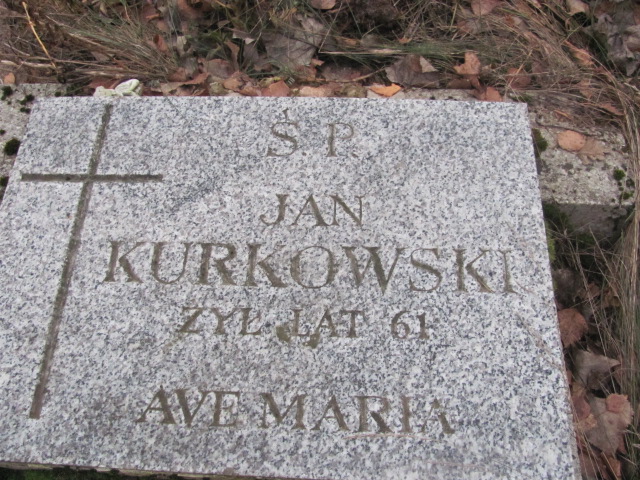 Ś. P.
JAN
KURKOWSKI
ŻYŁ LAT 61
AVE MARIA